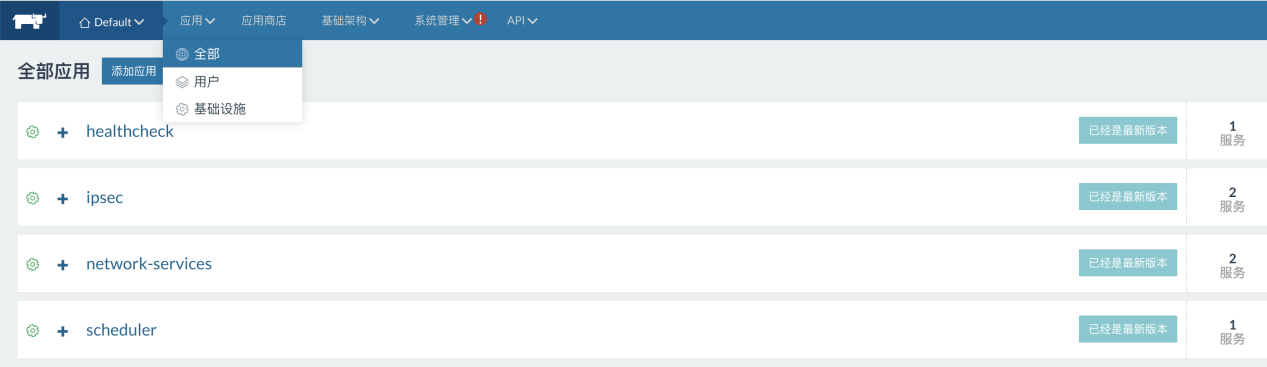 Default 应用 应用商店 基础架构 系统管理 ! API
全部
用户
基础设施
全部应用 添加应用
healthcheck 已经是最新版本 1 服务
ipsec 已经是最新版本 2 服务
network-services 已经是最新版本 2 服务
scheduler 已经是最新版本 1 服务